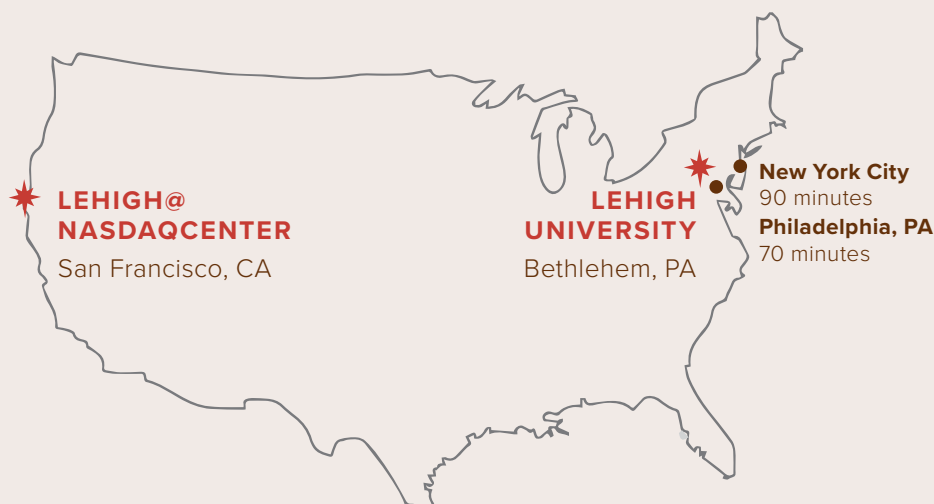 LEHIGH@
NASDAQCENTER
San Francisco, CA
LEHIGH
UNIVERSITY
Bethlehem, PA
New York City
90 minutes
Philadelphia, PA
70 minutes